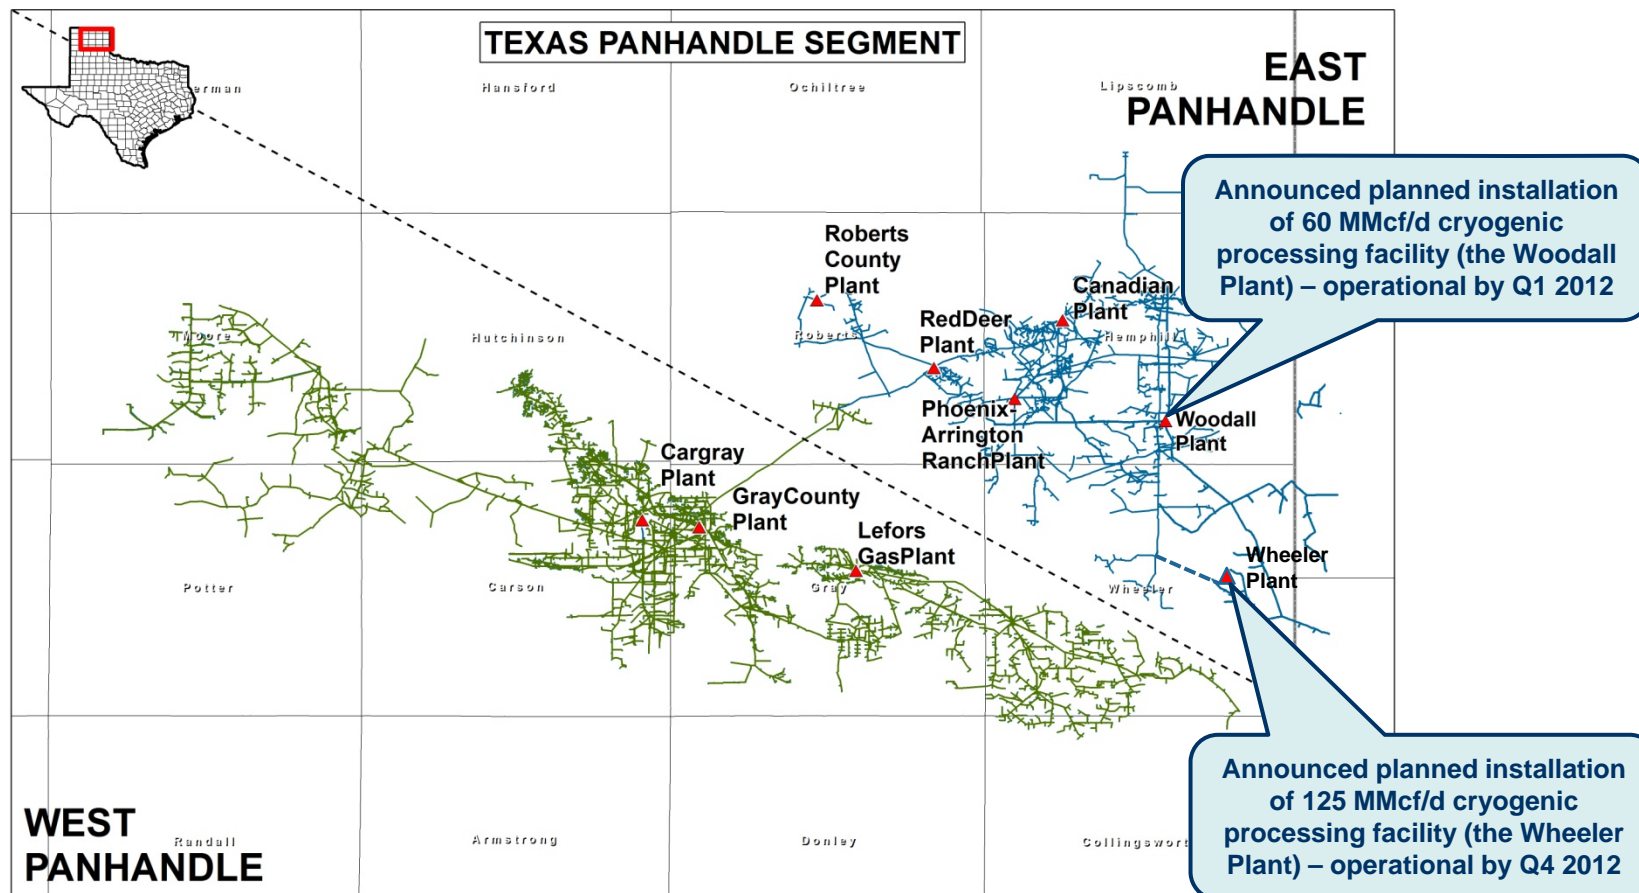 TEXAS PANHANDLE SEGMENT
EAST
PANHANDLE
erman
Hansford
Ochiltree
Lipscomb
Announced planned installation
of 60 MMcf/d cryogenic
processing facility (the Woodall
Plant) – operational by Q1 2012
Roberts
County
Plant
Canadian
Plant
RedDeer
Plant
Moore
Hutchinson
Roberts
Hemphill
Phoenix-
Arrington
RanchPlant
Woodall
Plant
Cargray
Plant
GrayCounty
Plant
Lefors
GasPlant
Wheeler
Plant
Potter
Carson
Gray
Wheeler
Announced planned installation
of 125 MMcf/d cryogenic
processing facility (the Wheeler
Plant) – operational by Q4 2012
WEST
PANHANDLE
Randall
Armstrong
Donley
Collingswort